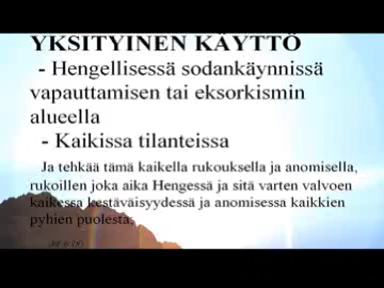 YKSITYINEN KÄYTTÖ
- Hengellisessä sodankäynnissä
vapauttamisen tai eksorkismin
alueella
- Kaikissa tilanteissa
Ja tehkää tämä kaikella rukouksella ja anomisella,
rukoillen joka aika Hengessä ja sitä varten valvoen
kaikessa kestäväisyydessä ja anomisessa kaikkien
pyhien puolesta.